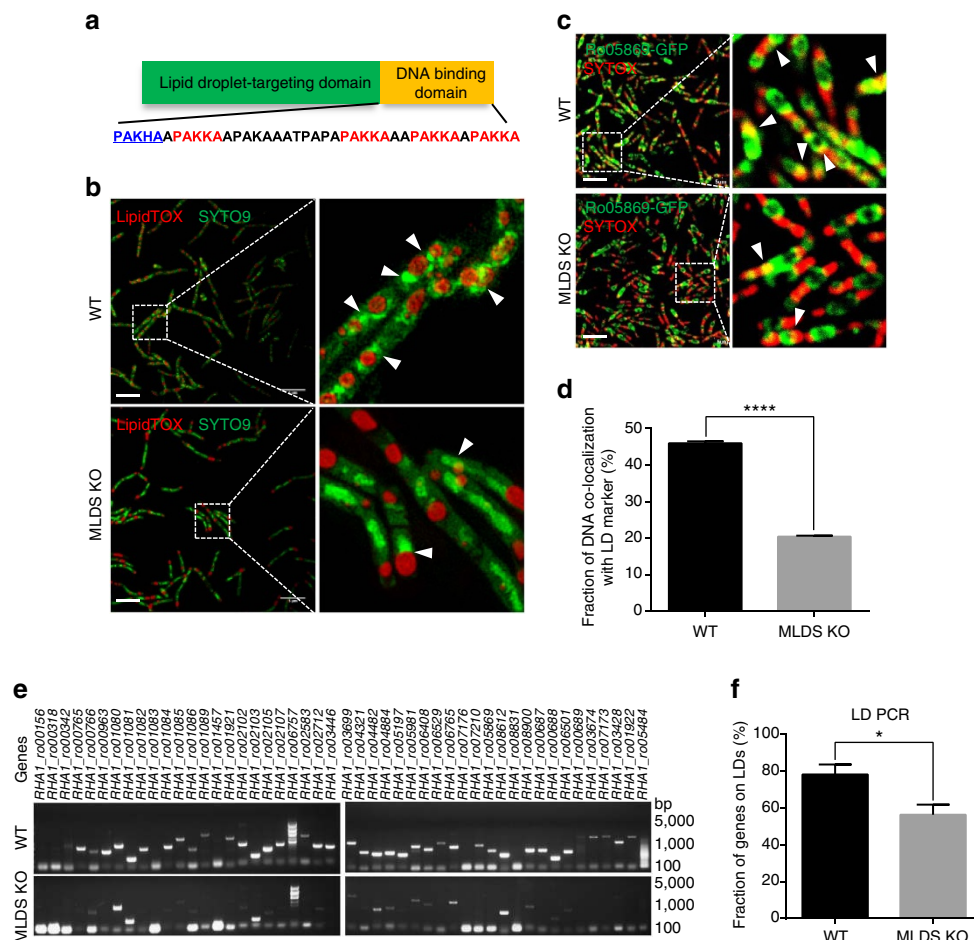 a
Lipid droplet-targeting domain
DNA binding
domain
PAKHAAPAKKAAPAKAAATPAPAPAKKAAAPAKKAAPAKKA
b
LipidTOX SYTO9
WT
LipidTOX SYTO9
MLDS KO
c
Ro05869-GFP
SYTOX
WT
Ro05869-GFP
SYTOX
MLDS KO
d
Fraction of DNA co-localization
with LD marker (%)
50
40
30
20
10
0
****
WT
MLDS KO
e
Genes
RHA1_ro00156
RHA1_ro00318
RHA1_ro00342
RHA1_ro00765
RHA1_ro00766
RHA1_ro00963
RHA1_ro01080
RHA1_ro01081
RHA1_ro01082
RHA1_ro01083
RHA1_ro01084
RHA1_ro01085
RHA1_ro01086
RHA1_ro01089
RHA1_ro01457
RHA1_ro01921
RHA1_ro02102
RHA1_ro02103
RHA1_ro02105
RHA1_ro02107
RHA1_ro06757
RHA1_ro02583
RHA1_ro02712
RHA1_ro03446
RHA1_ro03699
RHA1_ro04321
RHA1_ro04482
RHA1_ro04884
RHA1_ro05197
RHA1_ro05981
RHA1_ro06408
RHA1_ro06529
RHA1_ro06765
RHA1_ro07176
RHA1_ro07210
RHA1_ro05869
RHA1_ro08612
RHA1_ro08831
RHA1_ro08900
RHA1_ro00687
RHA1_ro00688
RHA1_ro06501
RHA1_ro00689
RHA1_ro03674
RHA1_ro07173
RHA1_ro03428
RHA1_ro01922
RHA1_ro05484
bp
WT
5,000
1,000
100
MLDS KO
5,000
1,000
100
f
LD PCR
Fraction of genes on LDs (%)
100
80
60
40
20
0
*
WT
MLDS KO